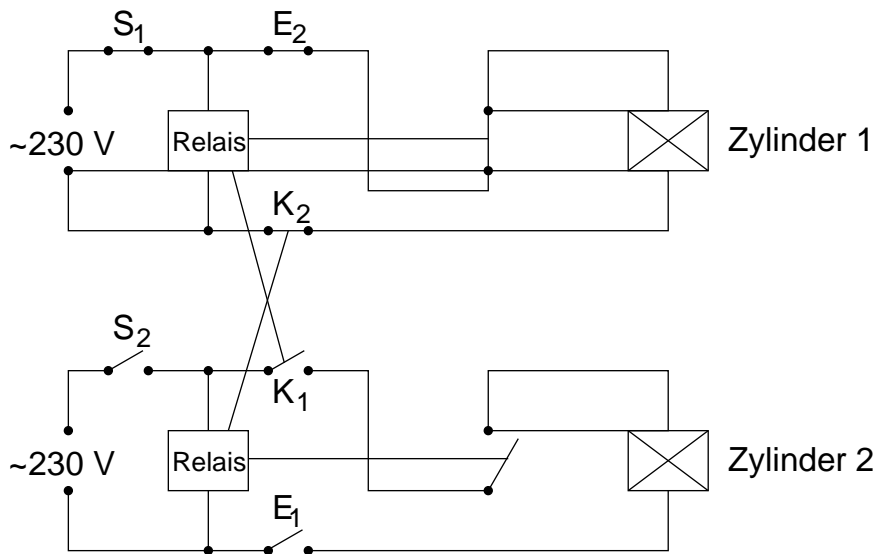 S1 E2
~230 V Relais Zylinder 1
K2
S2
K1
~230 V Relais Zylinder 2
E1